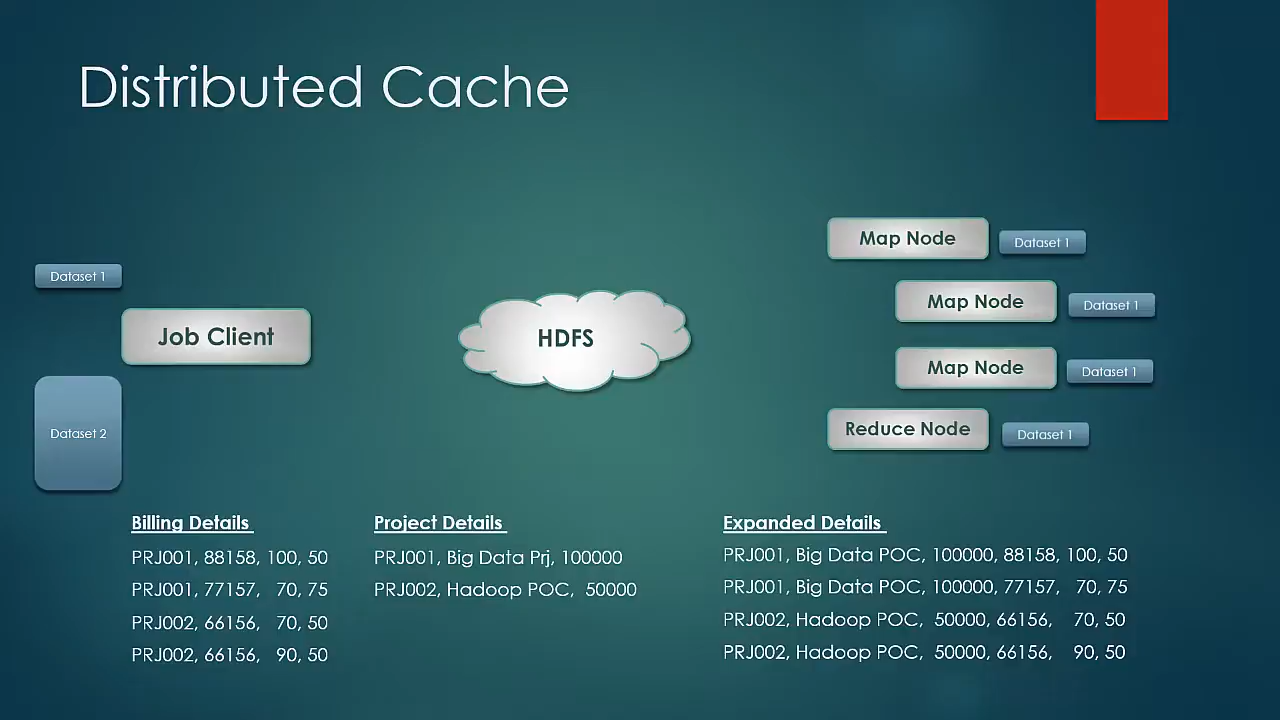 Distributed Cache
Map Node
Dataset 1
Dataset 1
Map Node
Dataset 1
Job Client
HDFS
Map Node
Dataset 1
Dataset 2
Reduce Node
Dataset 1
Billing Details
PRJ001, 88158, 100, 50
PRJ001, 77157, 70, 75
PRJ002, 66156, 70, 50
PRJ002, 66156, 90, 50
Project Details
PRJ001, Big Data Prj, 100000
PRJ002, Hadoop POC, 50000
Expanded Details
PRJ001, Big Data POC, 100000, 88158, 100, 50
PRJ001, Big Data POC, 100000, 77157, 70, 75
PRJ002, Hadoop POC, 50000, 66156, 70, 50
PRJ002, Hadoop POC, 50000, 66156, 90, 50